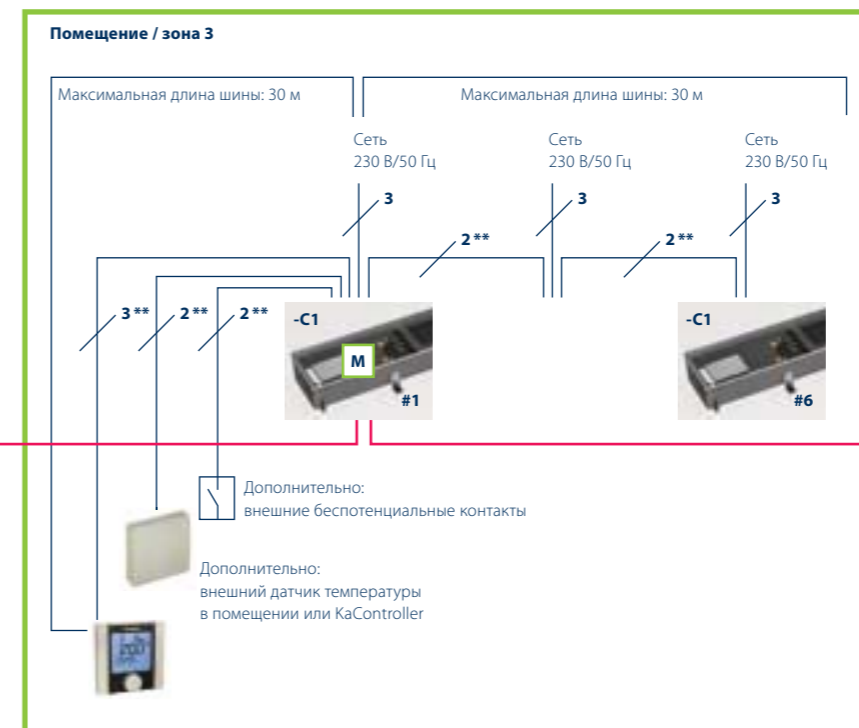 Помещение / зона 3
Максимальная длина шины: 30 м
Максимальная длина шины: 30 м
Сеть
230 В/50 Гц
Сеть
230 В/50 Гц
Сеть
230 В/50 Гц
3
3
3
2**
2**
3**
2**
2**
-C1
M
#1
-C1
#6
Дополнительно:
внешние беспотенциальные контакты
Дополнительно:
внешний датчик температуры
в помещении или KaController